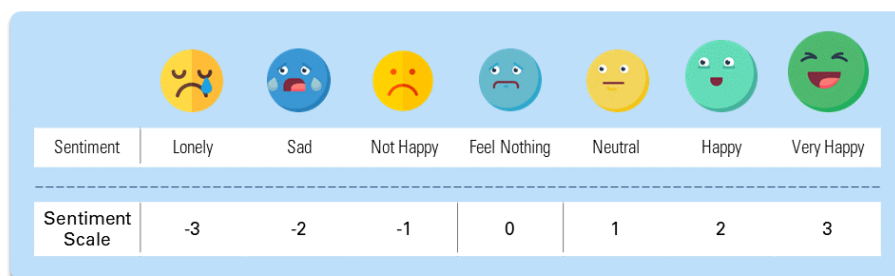 Sentiment Lonely Sad Not Happy Feel Nothing Neutral Happy Very Happy
Sentiment
Scale -3 -2 -1 0 1 2 3